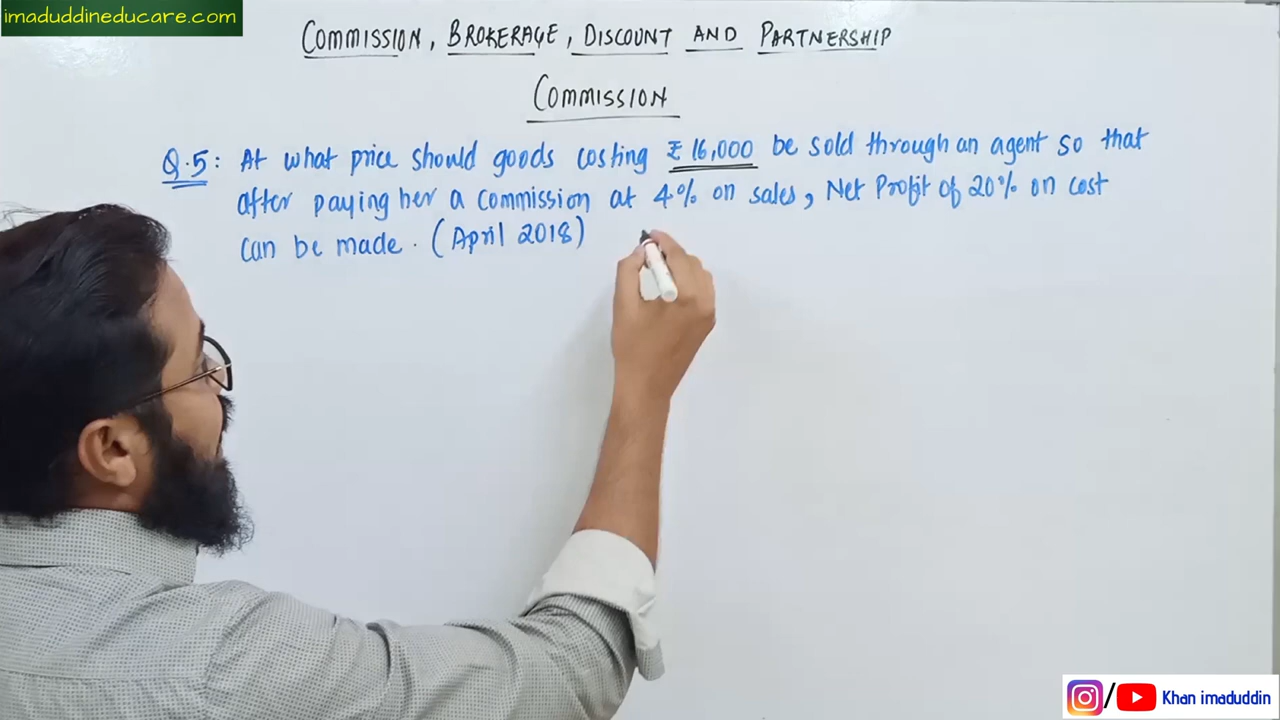 imaduddineducare.com
COMMISSION, BROKERAGE, DISCOUNT AND PARTNERSHIP
COMMISSION
Q.5: At what price should goods costing ₹ 16,000 be sold through an agent so that
after paying her a commission at 4% on sales, Net Profit of 20% on cost
can be made. (April 2018)
/ Khan imaduddin